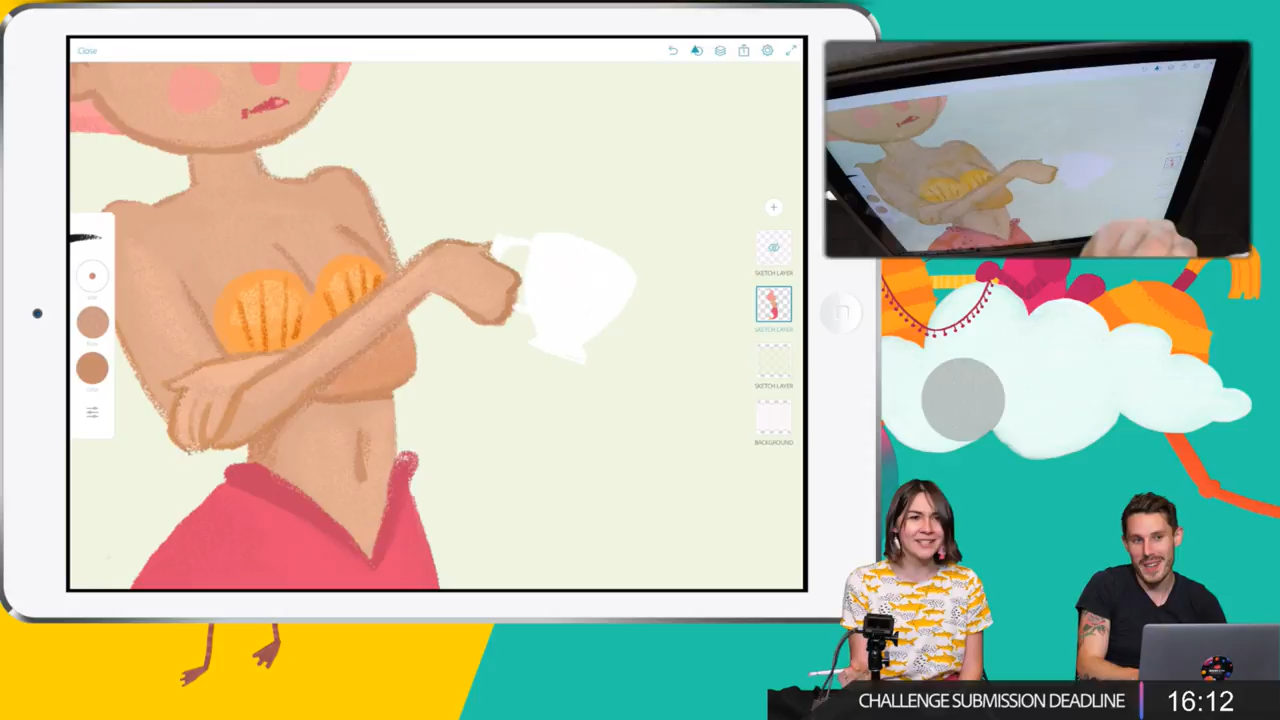 Close
SKETCH LAYER
SKETCH LAYER
SKETCH LAYER
BACKGROUND
CHALLENGE SUBMISSION DEADLINE
16:12